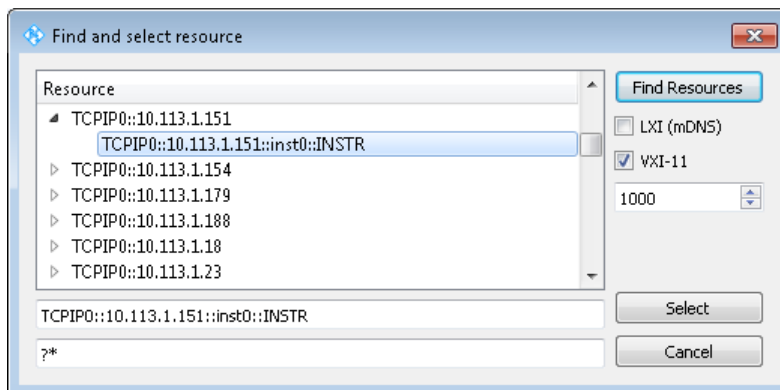 Find and select resource
Resource
TCPIP0::10.113.1.151
TCPIP0::10.113.1.151::inst0::INSTR
TCPIP0::10.113.1.154
TCPIP0::10.113.1.179
TCPIP0::10.113.1.188
TCPIP0::10.113.1.18
TCPIP0::10.113.1.23
TCPIP0::10.113.1.151::inst0::INSTR
?*
Find Resources
LXI (mDNS)
VXI-11
1000
Select
Cancel